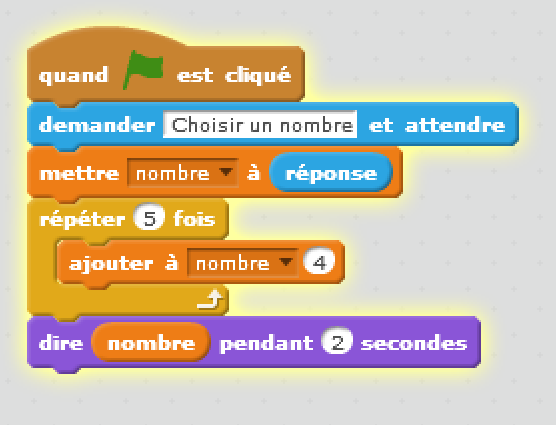 quand est cliqué
demander Choisir un nombre et attendre
mettre nombre à réponse
répéter 5 fois
ajouter à nombre 4
dire nombre pendant 2 secondes